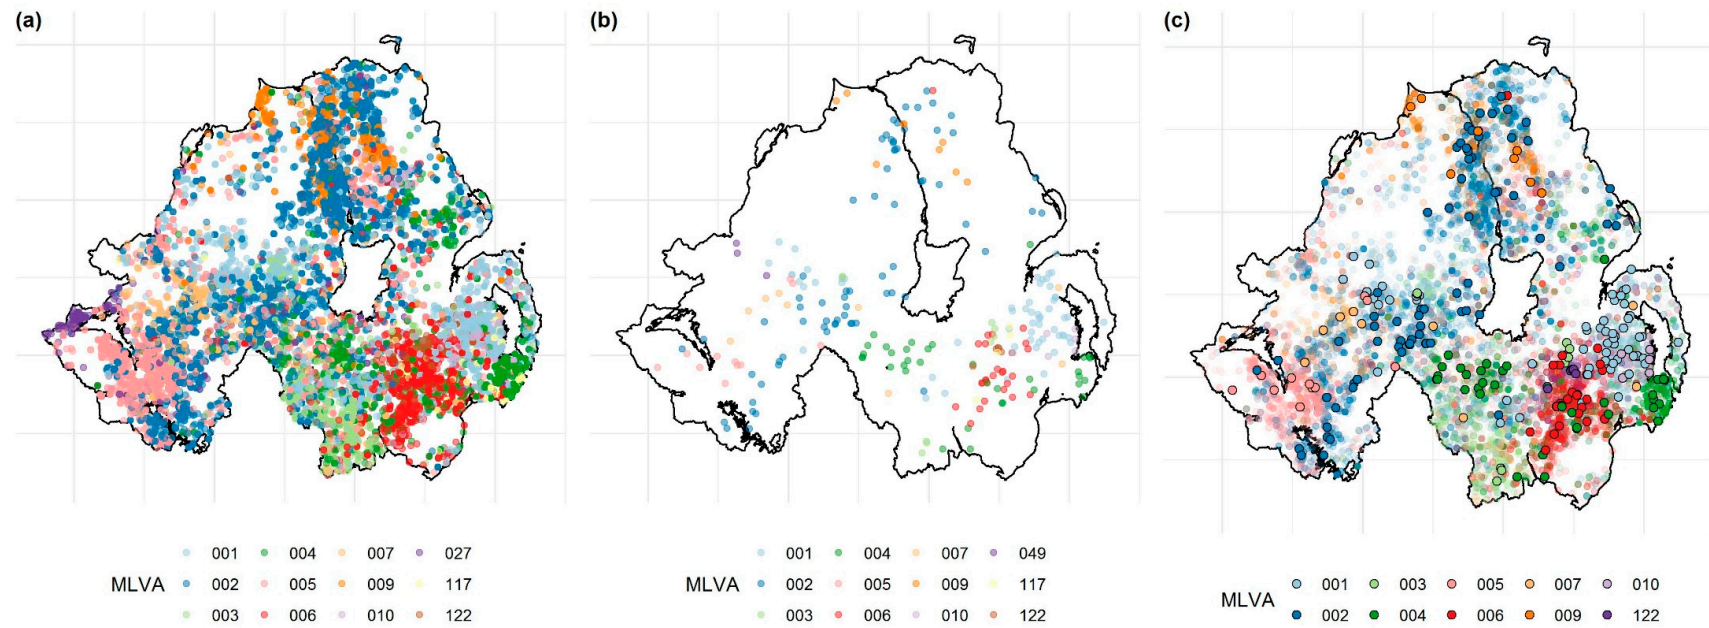 (a)
(b)
(c)
001 004 007 027
MLVA 002 005 009 117
003 006 010 122
001 004 007 049
MLVA 002 005 009 117
003 006 010 122
001 003 005 007 010
MLVA
002 004 006 009 122